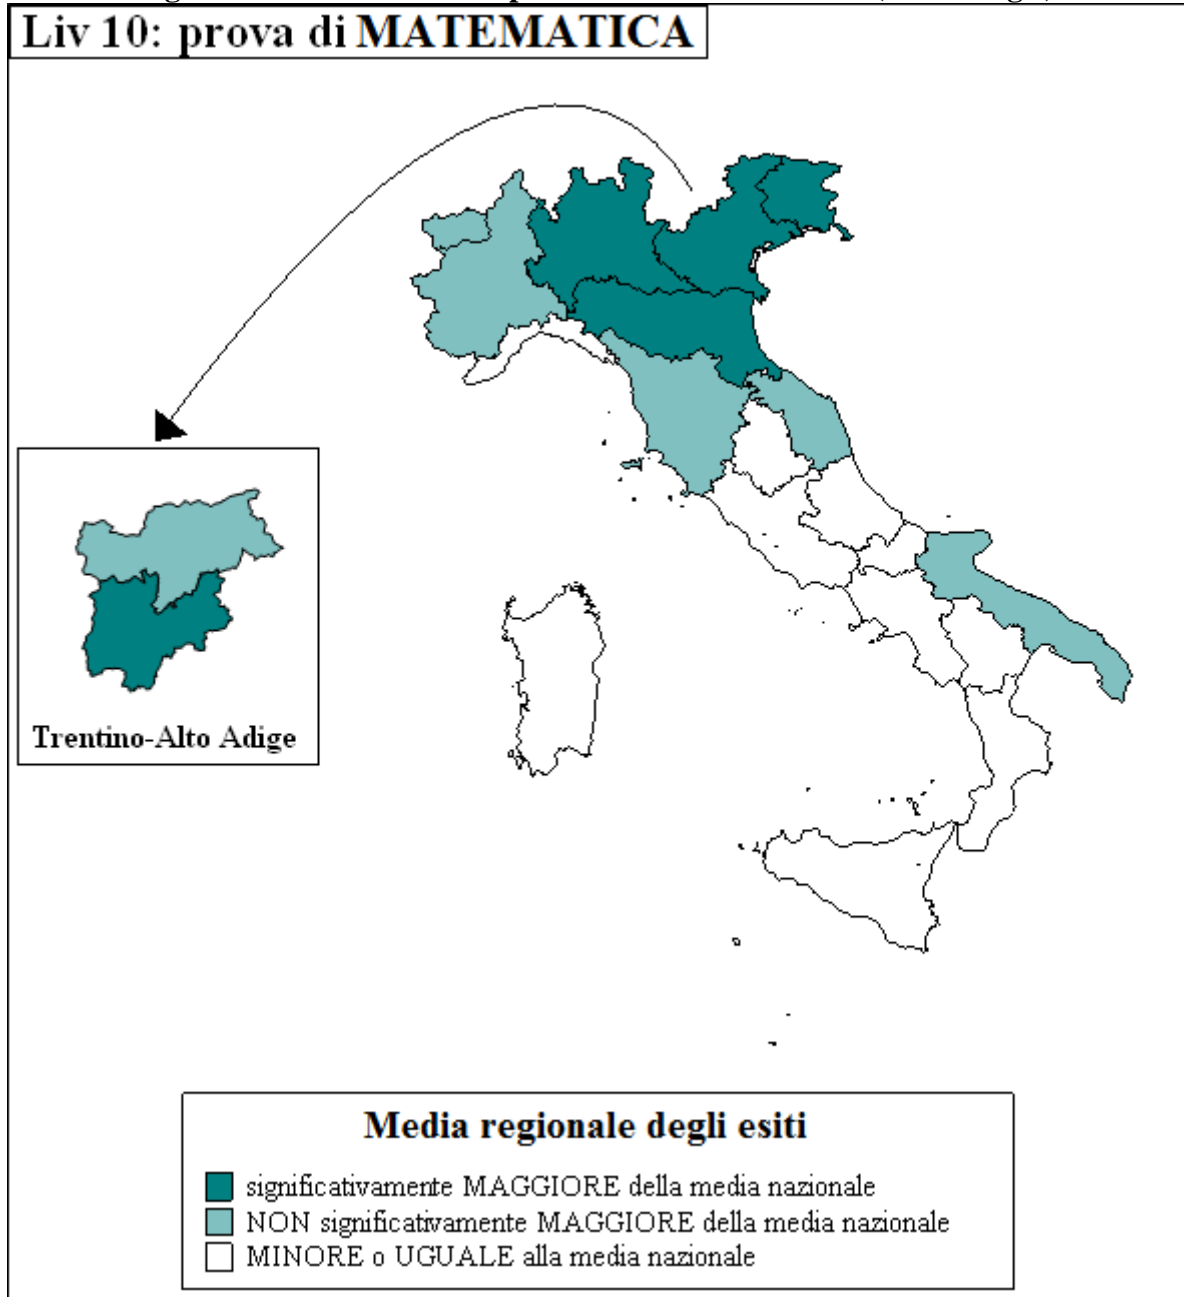 Liv 10: prova di MATEMATICA
Trentino-Alto Adige
Media regionale degli esiti
significativamente MAGGIORE della media nazionale
NON significativamente MAGGIORE della media nazionale
MINORE o UGUALE alla media nazionale